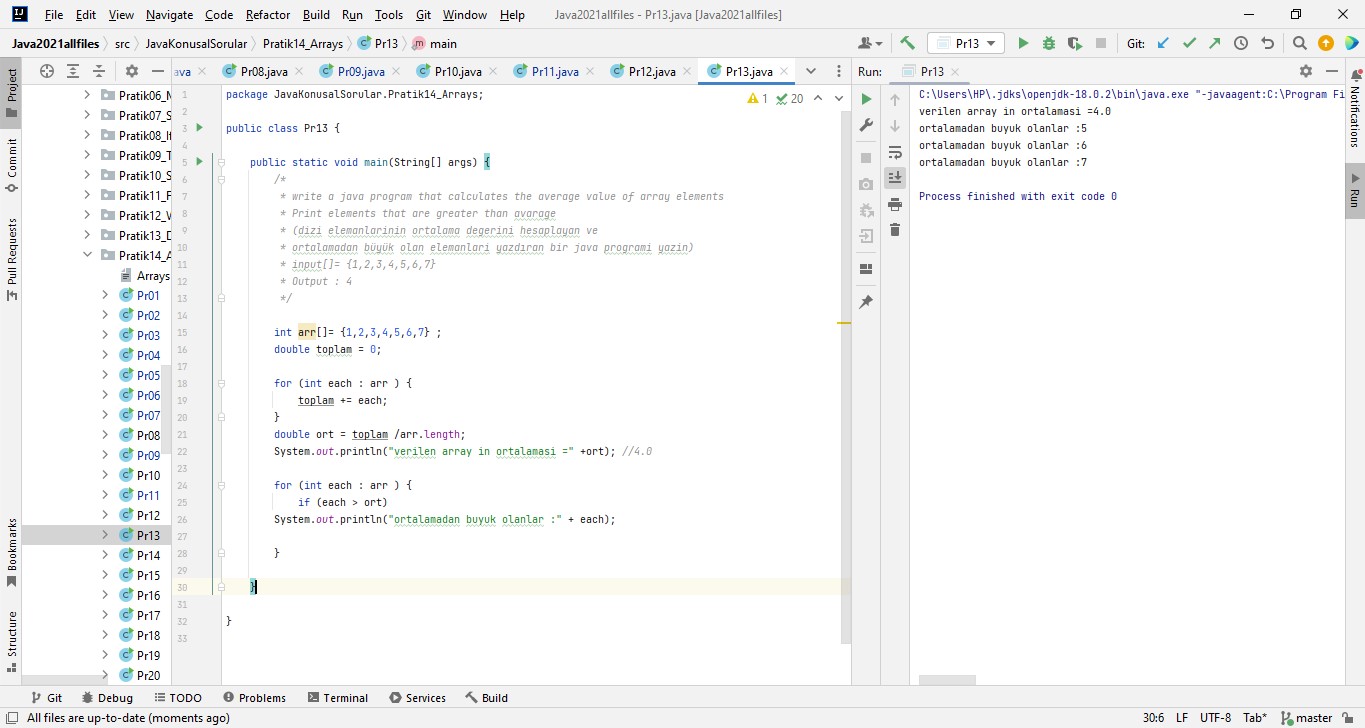 File Edit View Navigate Code Refactor Build Run Tools Git Window Help Java2021allfiles - Pr13.java [Java2021allfiles]
Java2021allfiles src JavaKonusalSorular Pratik14_Arrays Pr13 main Pr13 Git:
ava Pr08.java Pr09.java Pr10.java Pr11.java Pr12.java Pr13.java Run: Pr13
Project
Commit
Pull Requests
Bookmarks
Structure
Pratik06_
Pratik07_S
Pratik08_
Pratik09_T
Pratik10_S
Pratik11_F
Pratik12_
Pratik13_
Pratik14_A
Arrays
Pr01
Pr02
Pr03
Pr04
Pr05
Pr06
Pr07
Pr08
Pr09
Pr10
Pr11
Pr12
Pr13
Pr14
Pr15
Pr16
Pr17
Pr18
Pr19
Pr20
1 package JavaKonusalSorular.Pratik14_Arrays;
1 20
2
3 public class Pr13 {
4
5 public static void main(String[] args) {
6 /*
7 * write a java program that calculates the average value of array elements
8 * Print elements that are greater than avarage
9 * (dizi elemanlarinin ortalama degerini hesaplayan ve
10 * ortalamadan büyük olan elemanlari yazdıran bir java programi yazin)
11 * input[]= {1,2,3,4,5,6,7}
12 * Output : 4
13 */
14
15 int arr[]= {1,2,3,4,5,6,7} ;
16 double toplam = 0;
17
18 for (int each : arr ) {
19 toplam += each;
20 }
21 double ort = toplam /arr.length;
22 System.out.println("verilen array in ortalamasi =" +ort); //4.0
23
24 for (int each : arr ) {
25 if (each > ort)
26 System.out.println("ortalamadan buyuk olanlar :" + each);
27
28 }
29
30 }
31
32 }
33
C:\Users\HP\.jdks\openjdk-18.0.2\bin\java.exe "-javaagent:C:\Program Fi
verilen array in ortalamasi =4.0
ortalamadan buyuk olanlar :5
ortalamadan buyuk olanlar :6
ortalamadan buyuk olanlar :7
Process finished with exit code 0
Notifications
Run
Git Debug TODO Problems Terminal Services Build
All files are up-to-date (moments ago) 30:6 LF UTF-8 Tab* master